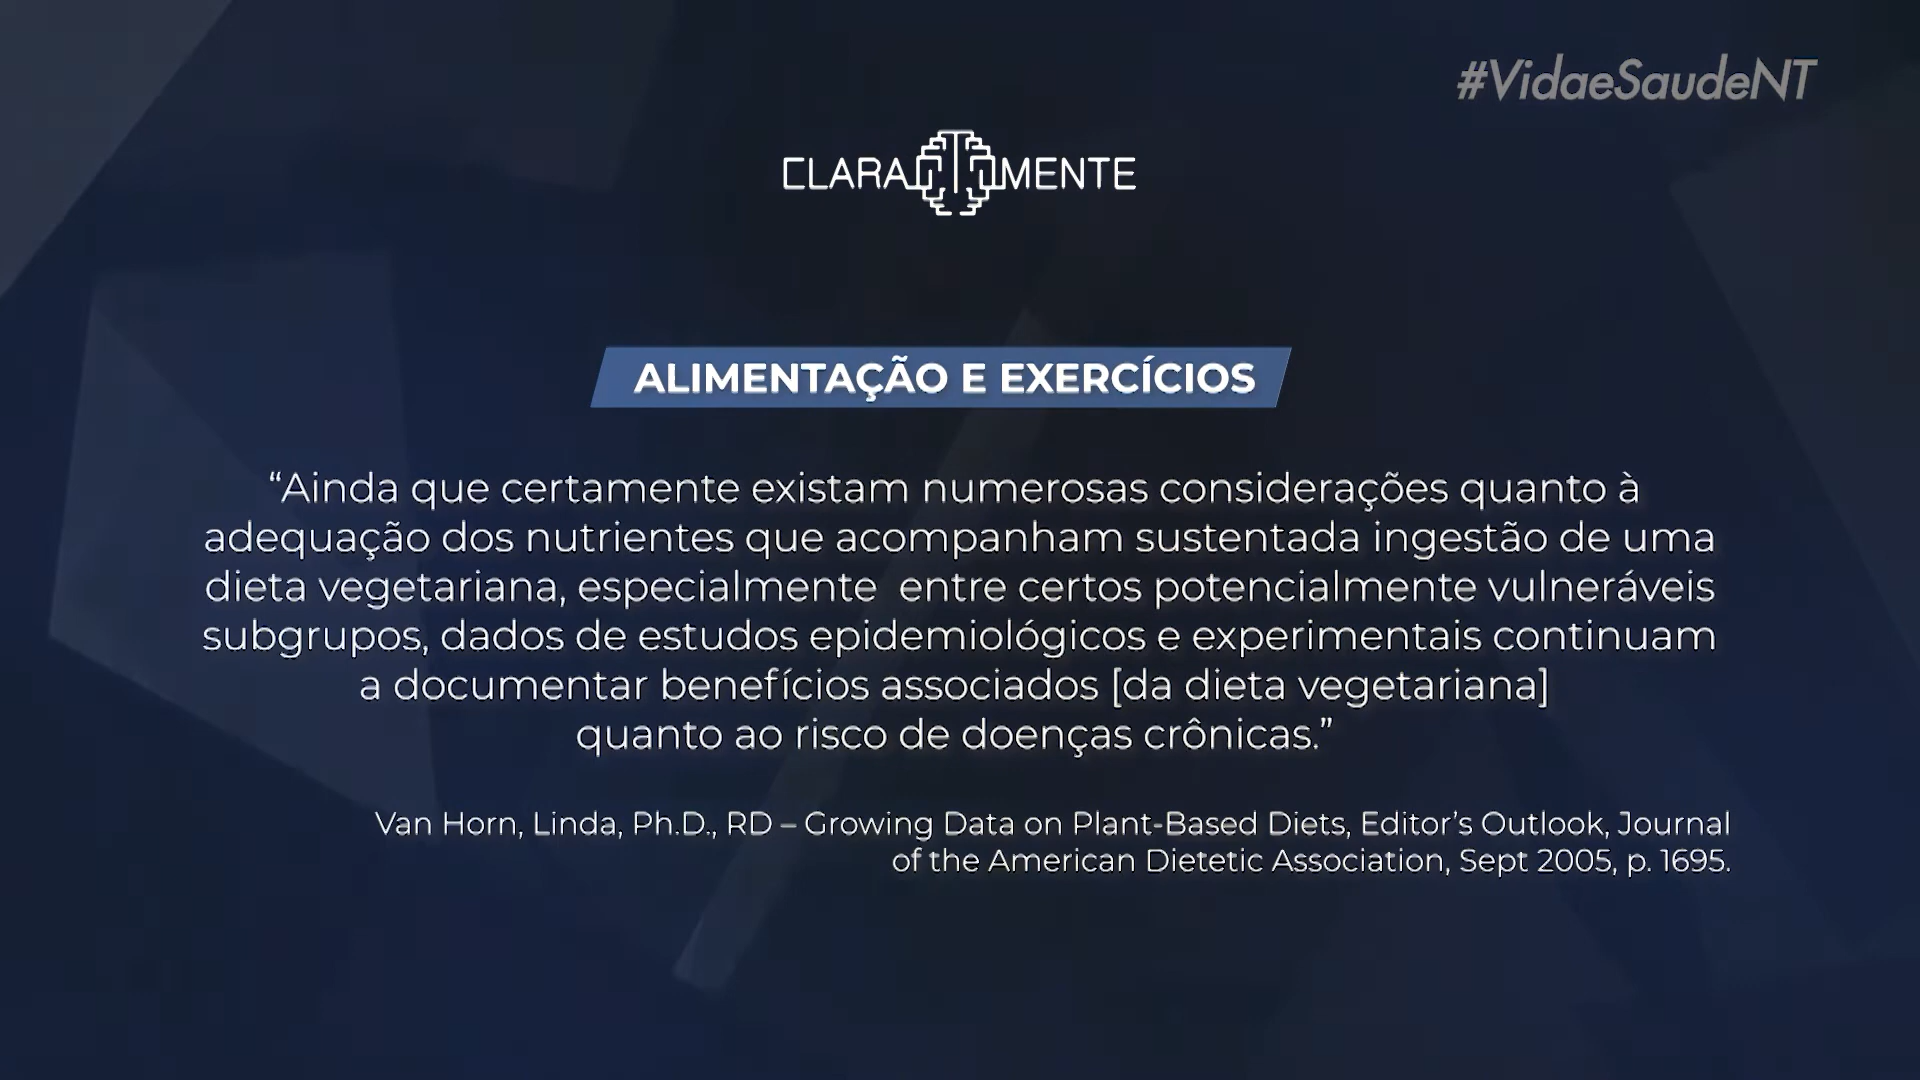 #VidaeSaudeNT
CLARAMENTE
ALIMENTAÇÃO E EXERCÍCIOS
“Ainda que certamente existam numerosas considerações quanto à
adequação dos nutrientes que acompanham sustentada ingestão de uma
dieta vegetariana, especialmente entre certos potencialmente vulneráveis
subgrupos, dados de estudos epidemiológicos e experimentais continuam
a documentar benefícios associados [da dieta vegetariana]
quanto ao risco de doenças crônicas.”
Van Horn, Linda, Ph.D., RD – Growing Data on Plant-Based Diets, Editor’s Outlook, Journal
of the American Dietetic Association, Sept 2005, p. 1695.